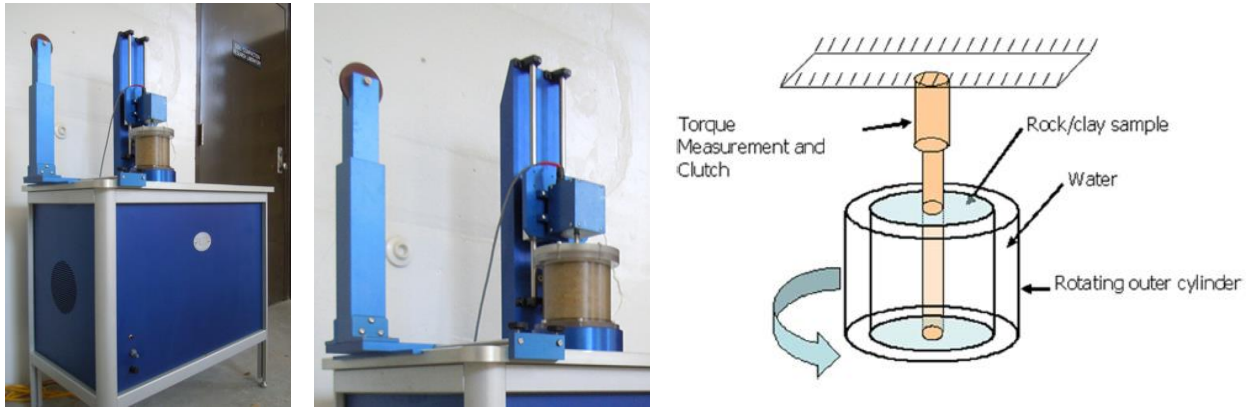 Torque
Measurement and
Clutch
Rock/clay sample
Water
Rotating outer cylinder